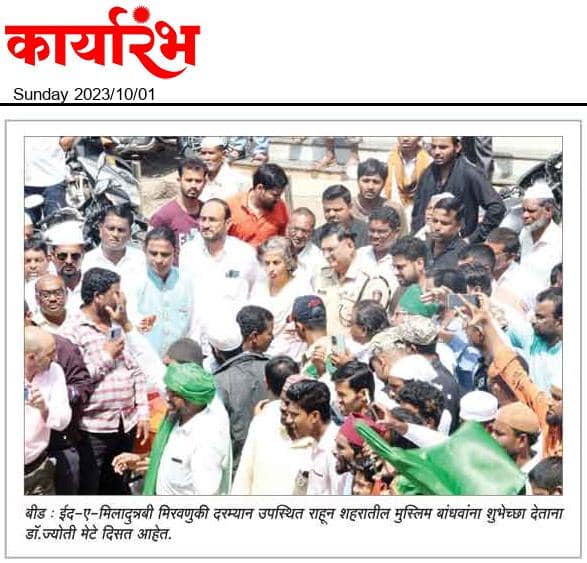 कार्यारंभ
Sunday 2023/10/01
बीड : ईद-ए-मिलादुन्नबी मिरवणुकी दरम्यान उपस्थित राहून शहरातील मुस्लिम बांधवांना शुभेच्छा देताना
डॉ.ज्योती मेटे दिसत आहेत.